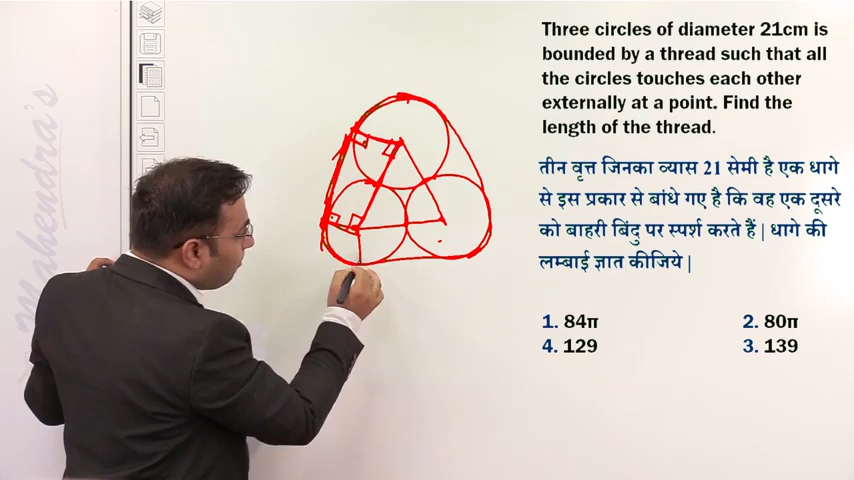 Three circles of diameter 21cm is
bounded by a thread such that all
the circles touches each other
externally at a point. Find the
length of the thread.
तीन वृत्त जिनका व्यास 21 सेमी है एक धागे
से इस प्रकार से बांधे गए है कि वह एक दूसरे
को बाहरी बिंदु पर स्पर्श करते हैं | धागे की
लम्बाई ज्ञात कीजिये |
1. 84π 2. 80π
4. 129 3. 139
Mahendra's